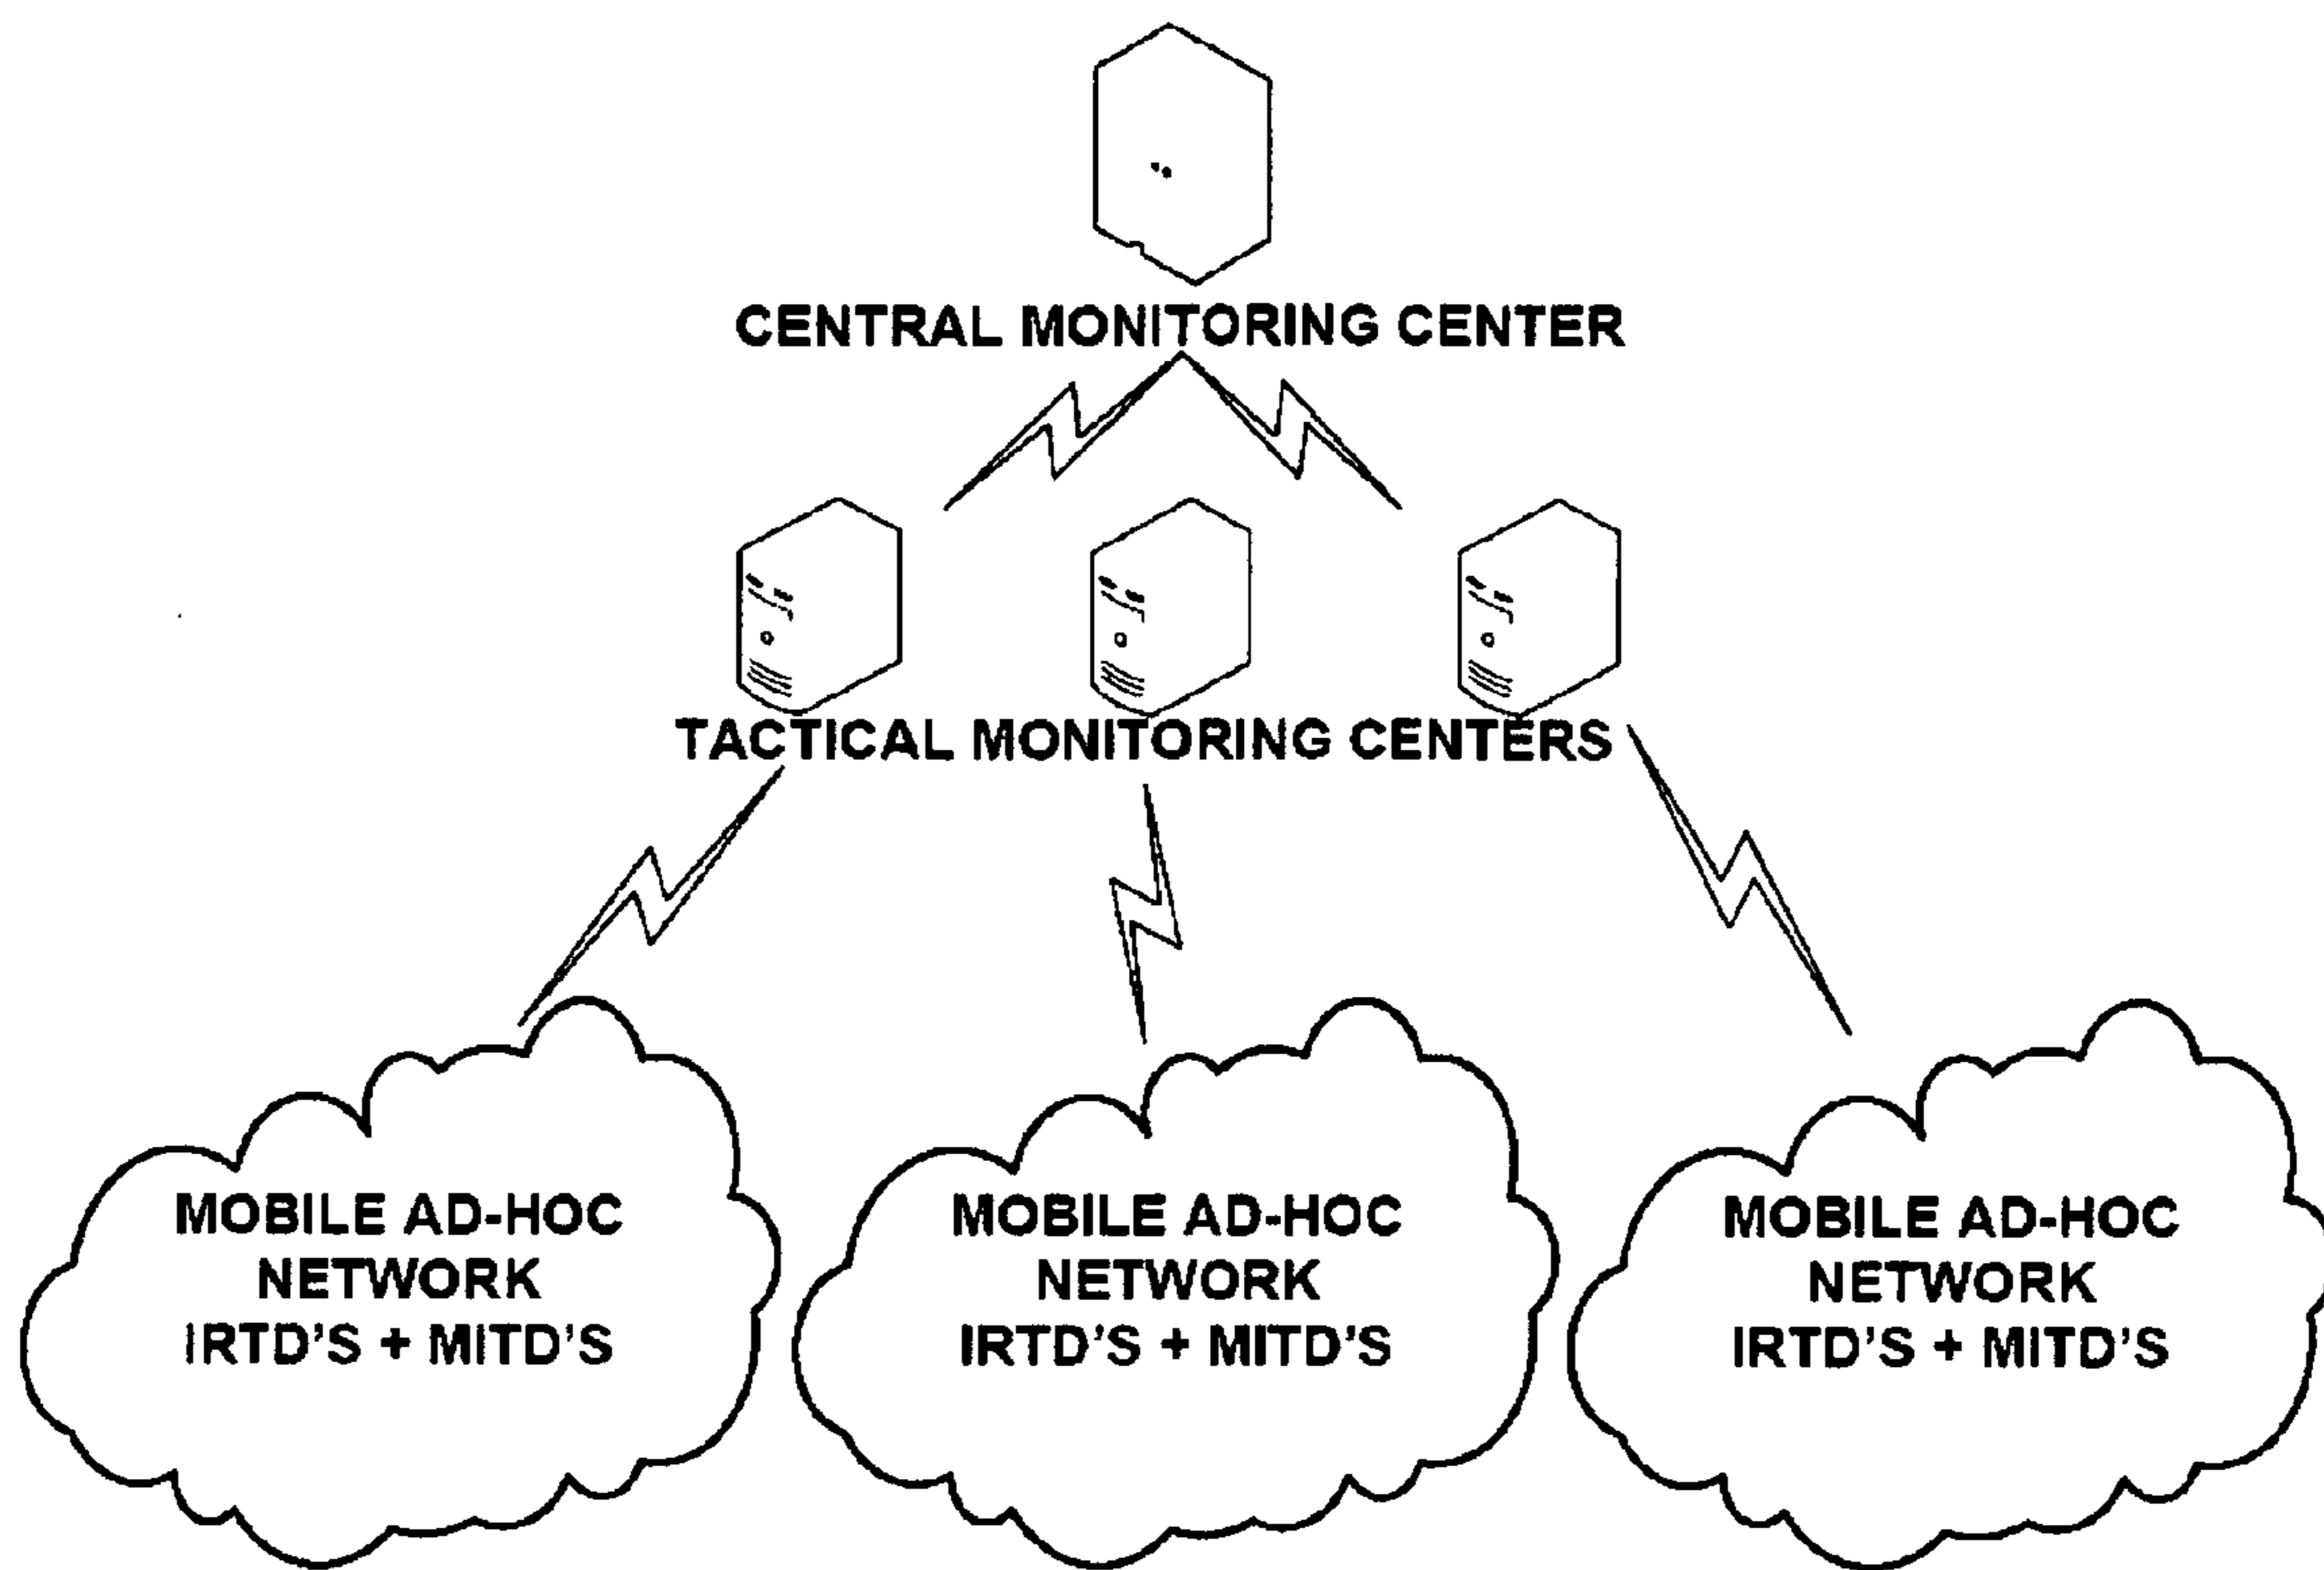 CENTRAL MONITORING CENTER
TACTICAL MONITORING CENTERS
MOBILE AD-HOC
NETWORK
IRTD'S + MITD'S
MOBILE AD-HOC
NETWORK
IRTD'S + MITD'S
MOBILE AD-HOC
NETWORK
IRTD'S + MITD'S